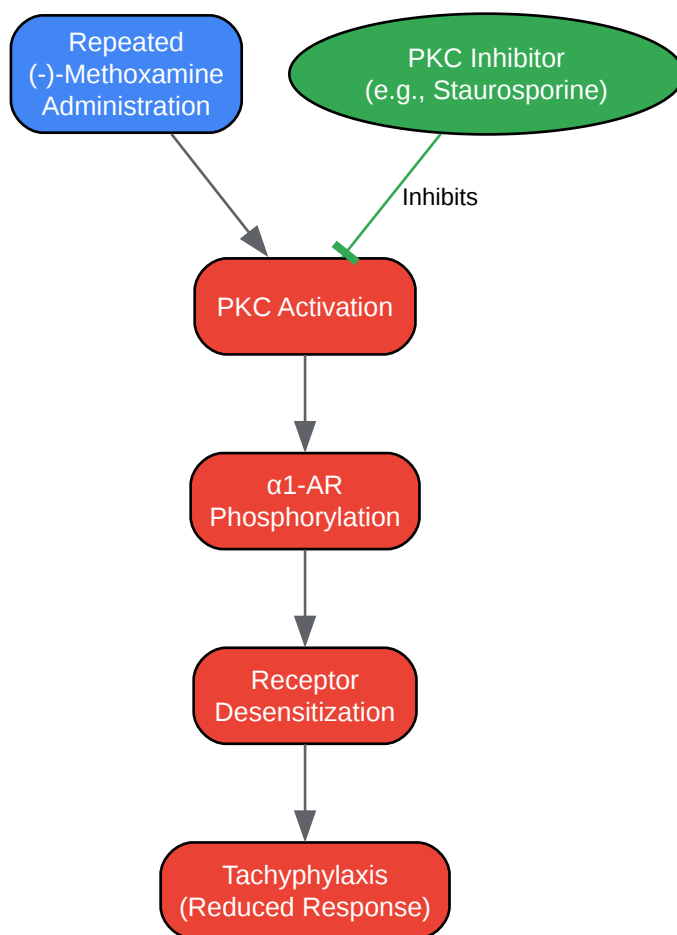 Repeated
(-)-Methoxamine
Administration
PKC Inhibitor
(e.g., Staurosporine)
Inhibits
PKC Activation
α1-AR
Phosphorylation
Receptor
Desensitization
Tachyphylaxis
(Reduced Response)